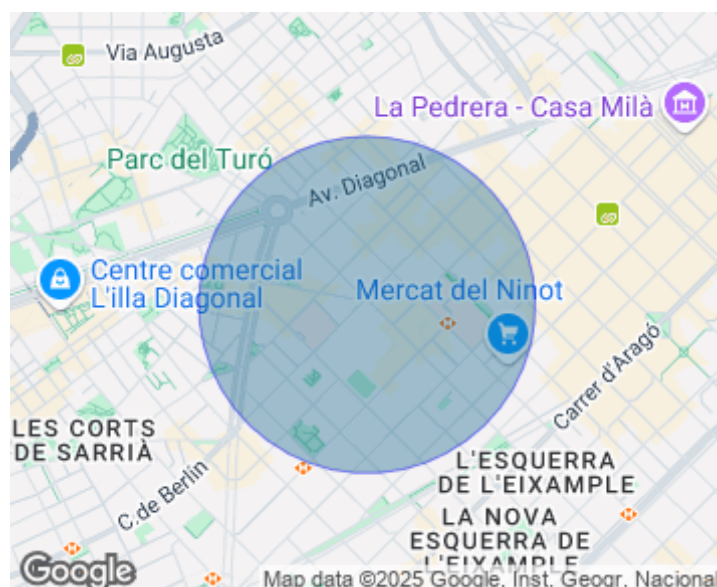 Via Augusta
La Pedrera - Casa Milà
Parc del Turó
Av. Diagonal
Centre comercial
L'illa Diagonal
Mercat del Ninot
Carrer d'Aragó
LES CORTS
DE SARRIÀ
C. de Berlín
L'ESQUERRA
DE L'EIXAMPLE
LA NOVA
ESQUERRA DE
L'EIXAMPLE
Google
Map data ©2025 Google, Inst. Geogr. Nacional